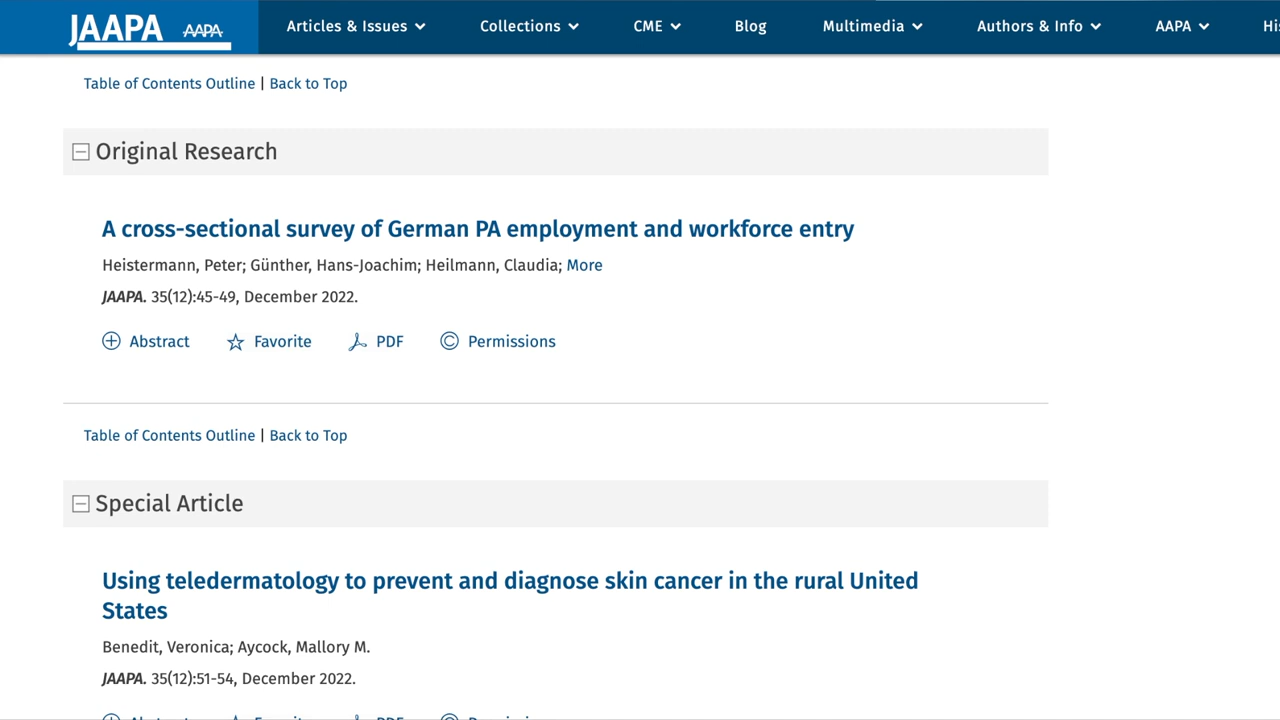 JAAPA AAPA Articles & Issues Collections CME Blog Multimedia Authors & Info AAPA
Table of Contents Outline | Back to Top
Original Research
A cross-sectional survey of German PA employment and workforce entry
Heistermann, Peter; Günther, Hans-Joachim; Heilmann, Claudia; More
JAAPA. 35(12):45-49, December 2022.
Abstract Favorite PDF © Permissions
Table of Contents Outline | Back to Top
Special Article
Using teledermatology to prevent and diagnose skin cancer in the rural United
States
Benedit, Veronica; Aycock, Mallory M.
JAAPA. 35(12):51-54, December 2022.